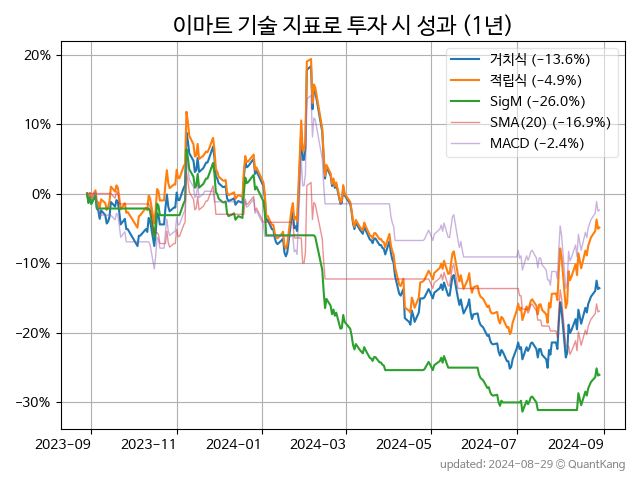 이마트 기술 지표로 투자 시 성과 (1년)
거치식 (−13.6%)
적립식 (−4.9%)
SigM (−26.0%)
SMA(20) (−16.9%)
MACD (−2.4%)
20%
10%
0%
−10%
−20%
−30%
2023-09 2023-11 2024-01 2024-03 2024-05 2024-07 2024-09
updated: 2024-08-29 ⓒ QuantKang